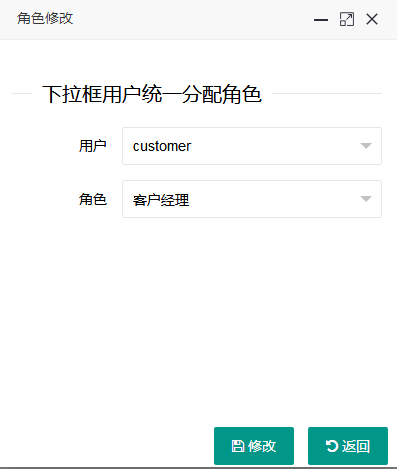 角色修改
下拉框用户统一分配角色
用户 customer
角色 客户经理
修改 返回